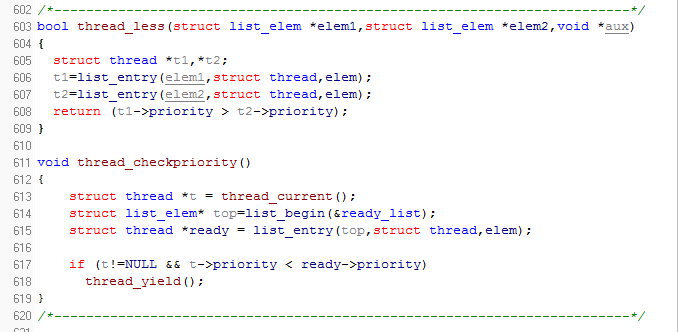 602 /*------------------------------------------------------------------------*/
603 bool thread_less(struct list_elem *elem1,struct list_elem *elem2,void *aux)
604 {
605   struct thread *t1,*t2;
606   t1=list_entry(elem1,struct thread,elem);
607   t2=list_entry(elem2,struct thread,elem);
608   return (t1->priority > t2->priority);
609 }
610
611 void thread_checkpriority()
612 {
613     struct thread *t = thread_current();
614     struct list_elem* top=list_begin(&ready_list);
615     struct thread *ready = list_entry(top,struct thread,elem);
616
617     if (t!=NULL && t->priority < ready->priority)
618       thread_yield();
619 }
620 /*------------------------------------------------------------------------*/